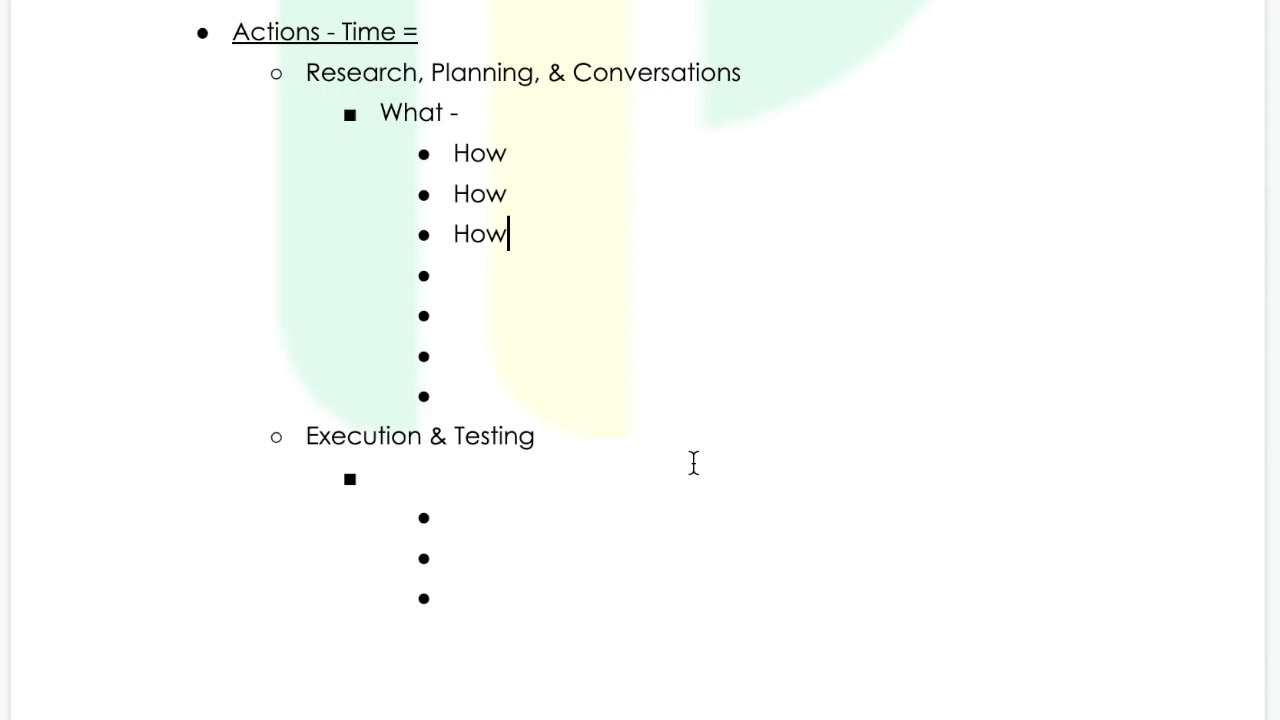 Actions - Time =
Research, Planning, & Conversations
What -
How
How
How
Execution & Testing